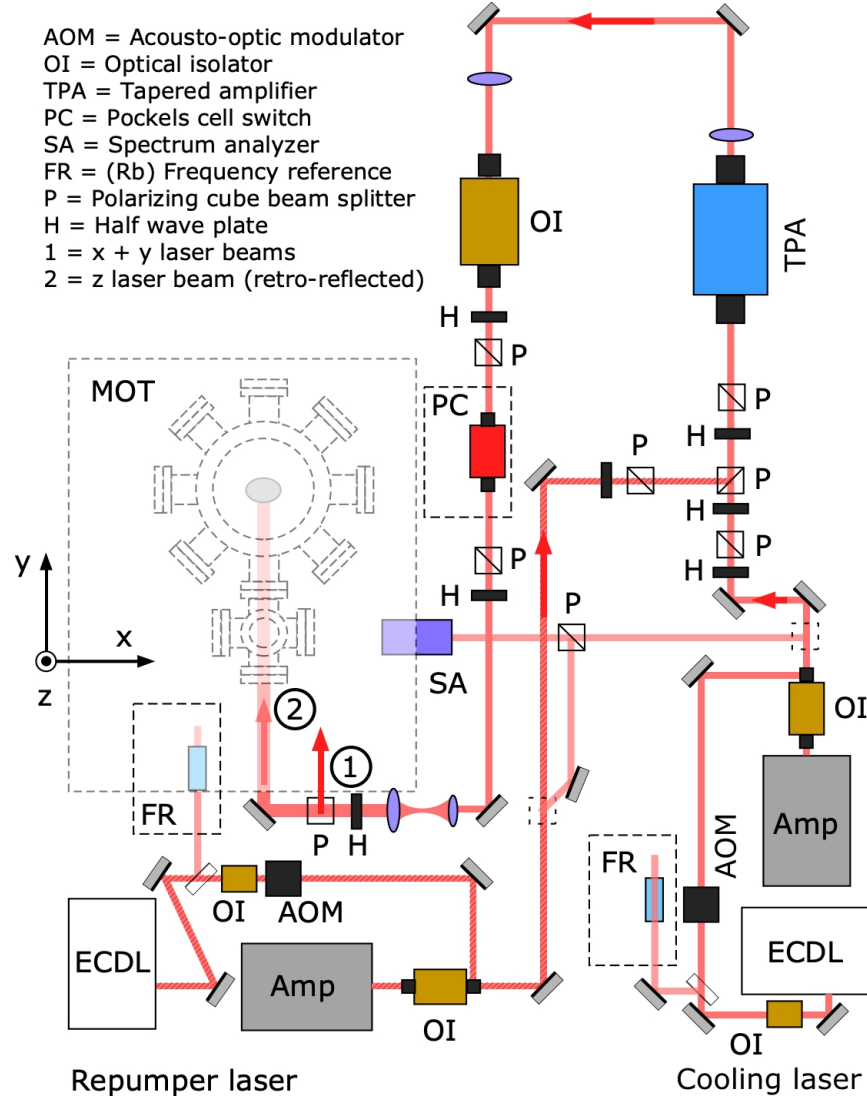 AOM = Acousto-optic modulator
OI = Optical isolator
TPA = Tapered amplifier
PC = Pockels cell switch
SA = Spectrum analyzer
FR = (Rb) Frequency reference
P = Polarizing cube beam splitter
H = Half wave plate
1 = x + y laser beams
2 = z laser beam (retro-reflected)
OI
TPA
H
P
MOT
PC
P
H
P
P
H
P
H
P
H
P
y
x
z
SA
OI
2
1
FR
P
H
Amp
FR
AOM
OI
AOM
ECDL
Amp
OI
ECDL
OI
Repumper laser
Cooling laser